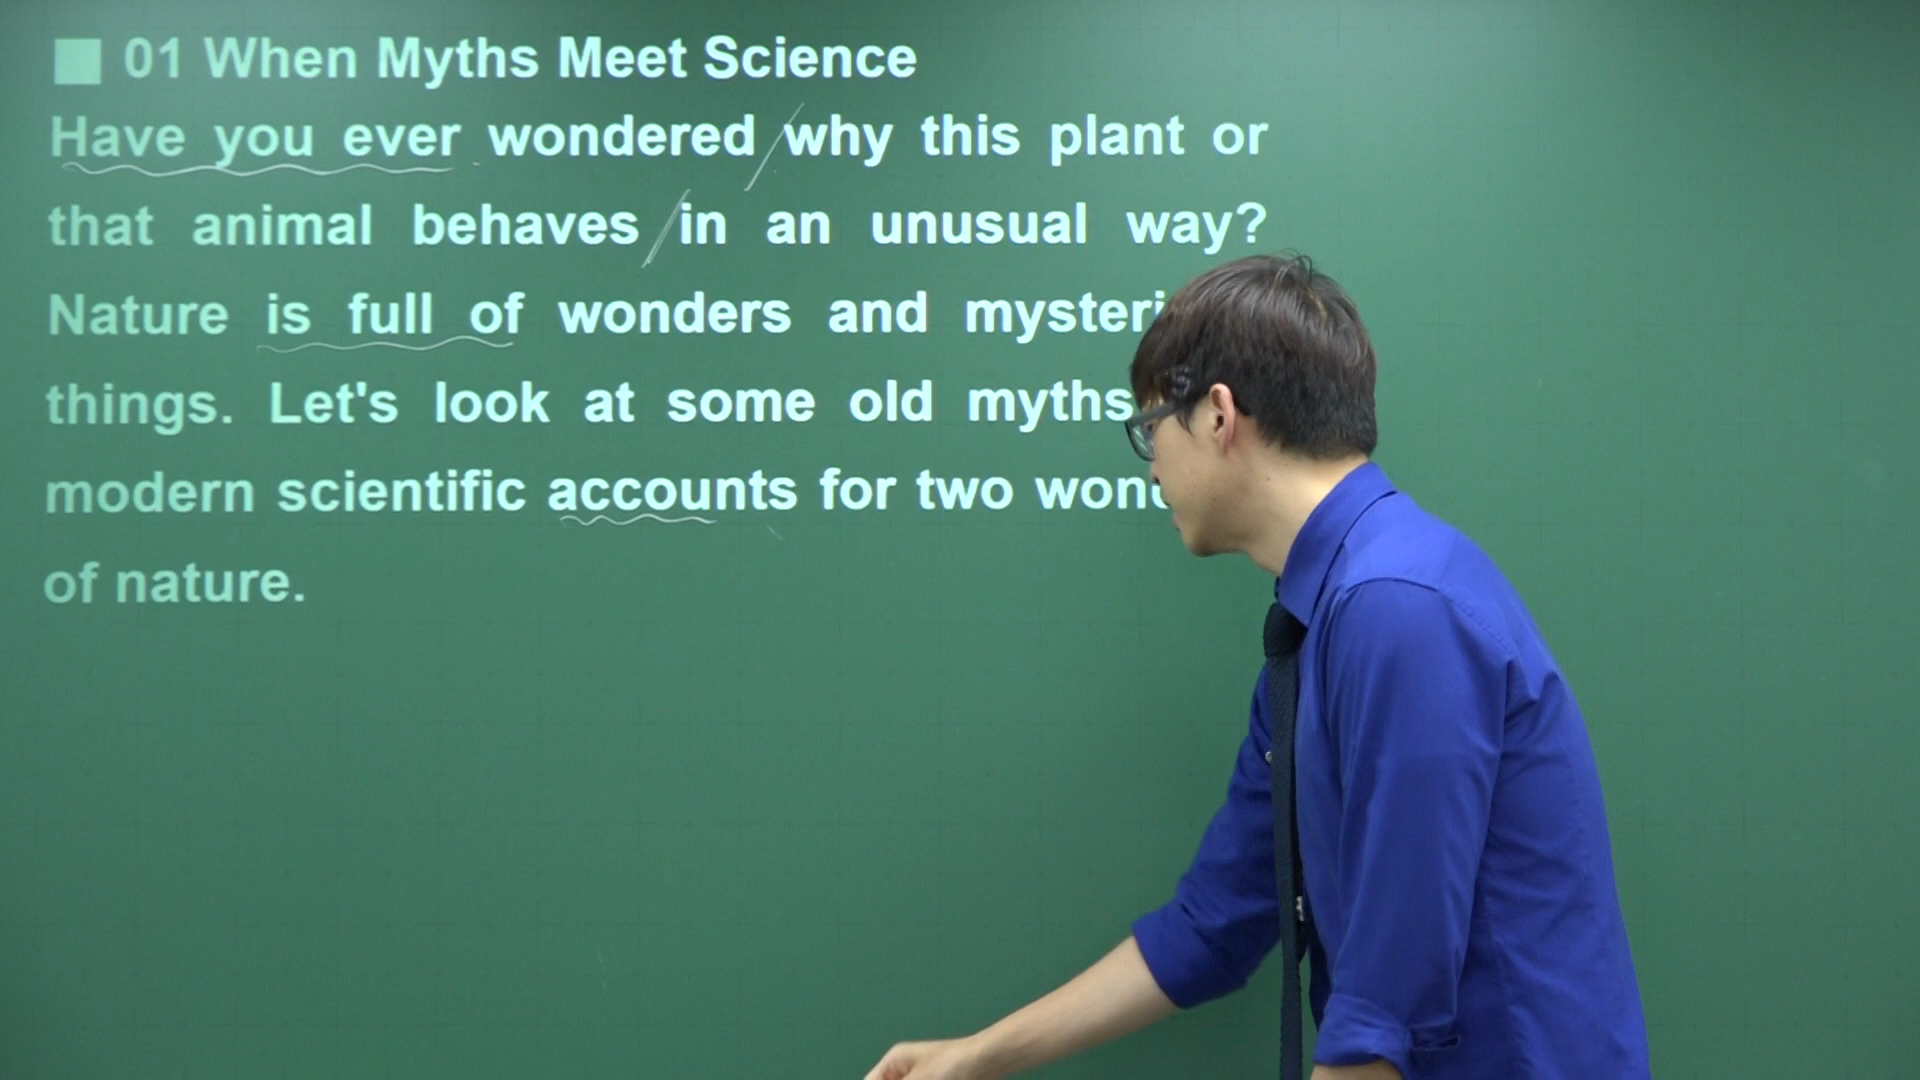 01 When Myths Meet Science
Have you ever wondered why this plant or
that animal behaves in an unusual way?
Nature is full of wonders and
things. Let's look at some old myths
modern scientific accounts for two
of nature.